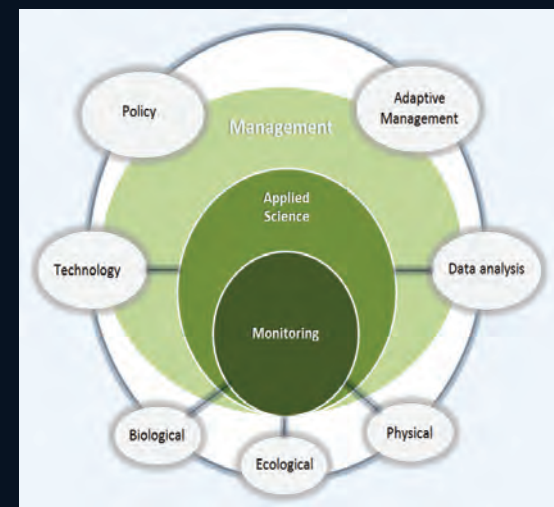 Policy
Adaptive
Management
Management
Applied
Science
Technology
Data analysis
Monitoring
Biological
Physical
Ecological